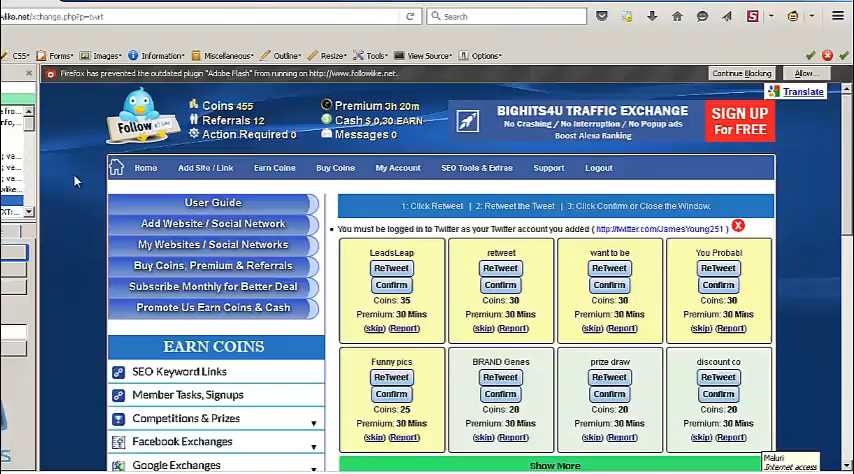 wlike.net/xchange.php?p=twrt
Search
CSS Forms Images Information Miscellaneous Outline Resize Tools View Source Options
Firefox has prevented the outdated plugin "Adobe Flash" from running on http://www.followlike.net.
Continue Blocking
Allow...
Translate
Follow
Coins 455
Referrals 12
Action Required 0
Premium 3h 20m
Cash $ 0.30 EARN
Messages 0
BIGHITS4U TRAFFIC EXCHANGE
No Crashing / No Interruption / No Popup ads
Boost Alexa Ranking
SIGN UP
For FREE
Home Add Site / Link Earn Coins Buy Coins My Account SEO Tools & Extras Support Logout
User Guide
Add Website / Social Network
My Websites / Social Networks
Buy Coins, Premium & Referrals
Subscribe Monthly for Better Deal
Promote Us Earn Coins & Cash
EARN COINS
SEO Keyword Links
Member Tasks, Signups
Competitions & Prizes
Facebook Exchanges
Google Exchanges
1: Click Retweet | 2: Retweet the Tweet | 3: Click Confirm or Close the Window.
You must be logged in to Twitter as your Twitter account you added ( http://twitter.com/JamesYoung251 )
LeadsLeap retweet want to be You Probabl
ReTweet ReTweet ReTweet ReTweet
Confirm Confirm Confirm Confirm
Coins: 35 Coins: 30 Coins: 30 Coins: 30
Premium: 30 Mins Premium: 30 Mins Premium: 30 Mins Premium: 30 Mins
(skip) (Report) (skip) (Report) (skip) (Report) (skip) (Report)
Funny pics BRAND Genes prize draw discount co
ReTweet ReTweet ReTweet ReTweet
Confirm Confirm Confirm Confirm
Coins: 25 Coins: 20 Coins: 20 Coins: 20
Premium: 30 Mins Premium: 30 Mins Premium: 30 Mins Premium: 30 Mins
(skip) (Report) (skip) (Report) (skip) (Report) (skip) (Report)
Show More
Maluri
Internet access